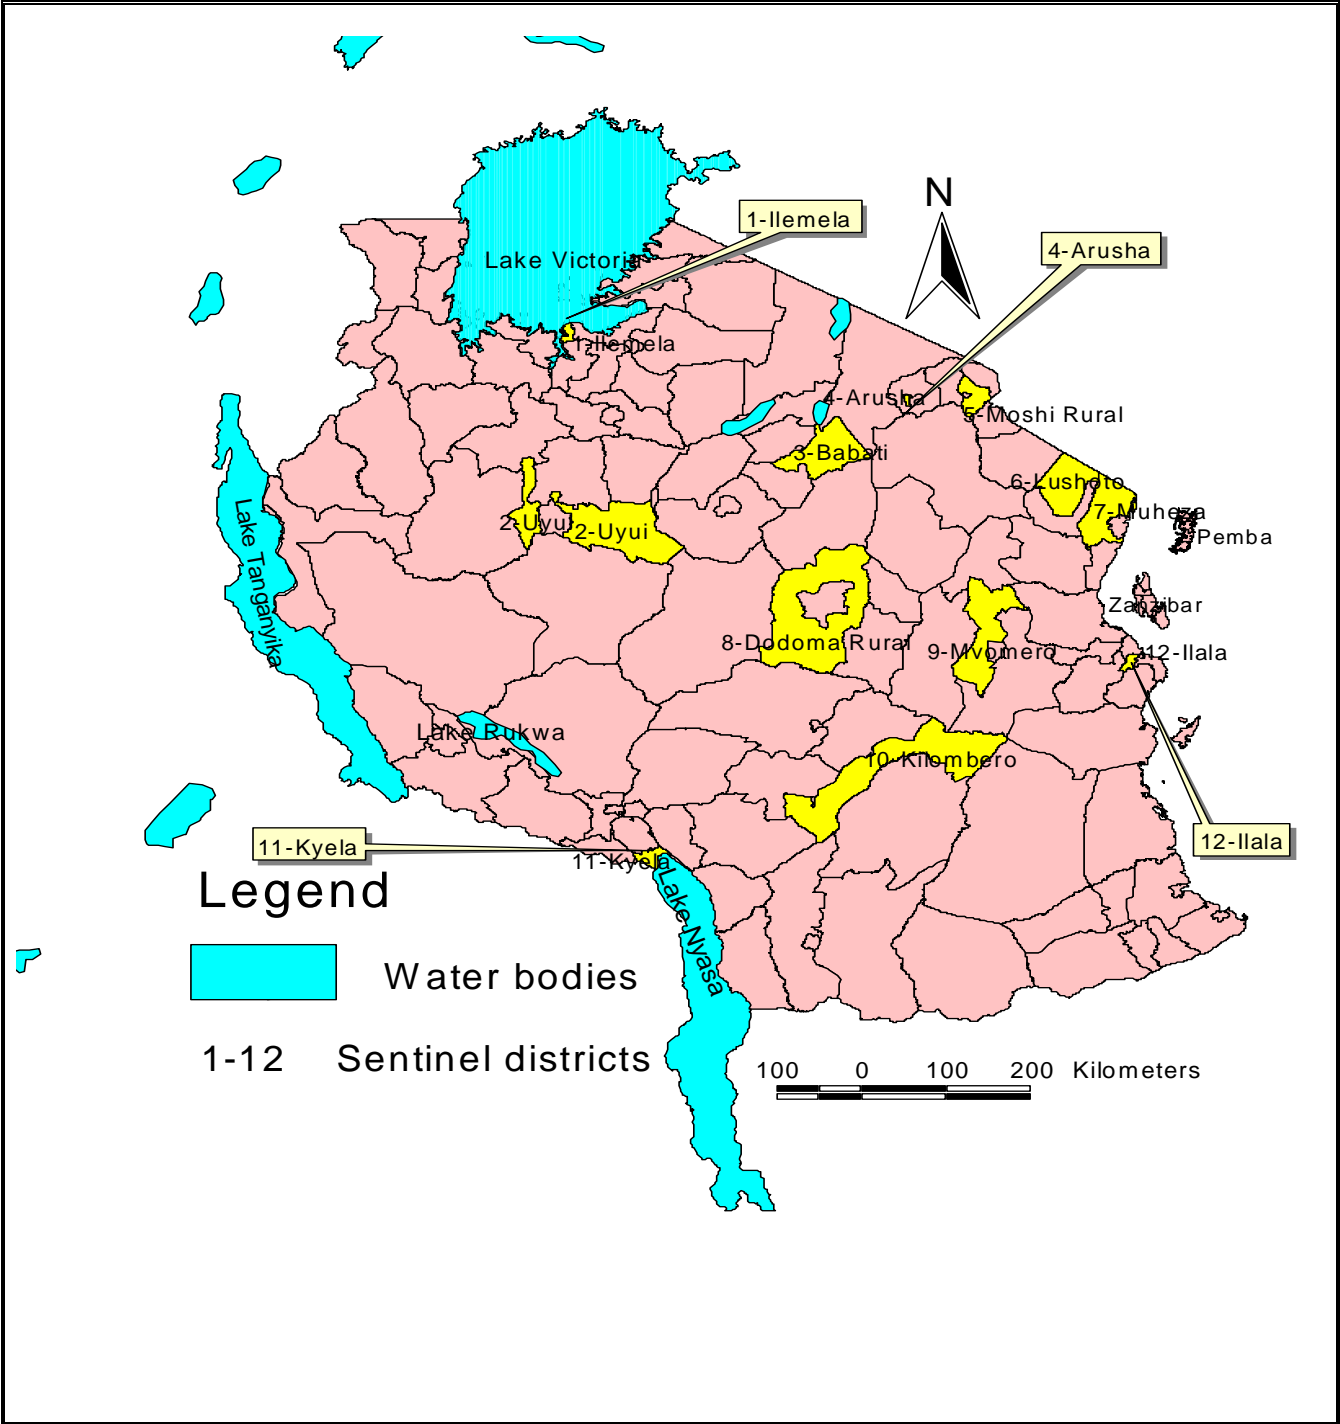 N
1-Ilemela
4-Arusha
Lake Victoria
1-Ilemela
4-Arusha
5-Moshi Rural
3-Babati
6-Lushoto
7-Muheza
2-Uyui
2-Uyui
Pemba
Lake Tanganyika
Zanzibar
8-Dodoma Rural
9-Mvomero
12-Ilala
Lake Rukwa
10-Kilombero
12-Ilala
11-Kyela
11-Kyela
Legend
Lake Nyasa
Water bodies
1-12 Sentinel districts
100 0 100 200 Kilometers